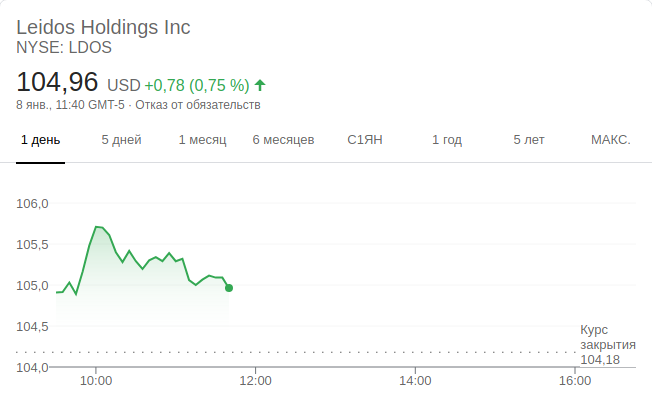 Leidos Holdings Inc
NYSE: LDOS
104,96 USD +0,78 (0,75 %)
8 янв., 11:40 GMT-5 · Отказ от обязательств
1 день 5 дней 1 месяц 6 месяцев С1ЯН 1 год 5 лет МАКС.
106,0
105,5
105,0
104,5
104,0
Курс
закрытия
104,18
10:00 12:00 14:00 16:00